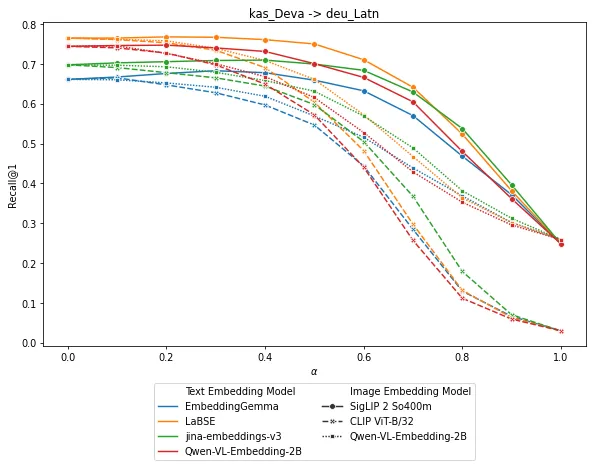 kas_Deva -> deu_Latn
0.8
0.7
0.6
0.5
0.4
0.3
0.2
0.1
0.0
Recall@1
0.0 0.2 0.4 0.6 0.8 1.0
α
Text Embedding Model Image Embedding Model
EmbeddingGemma SigLIP 2 So400m
LaBSE CLIP ViT-B/32
jina-embeddings-v3 Qwen-VL-Embedding-2B
Qwen-VL-Embedding-2B